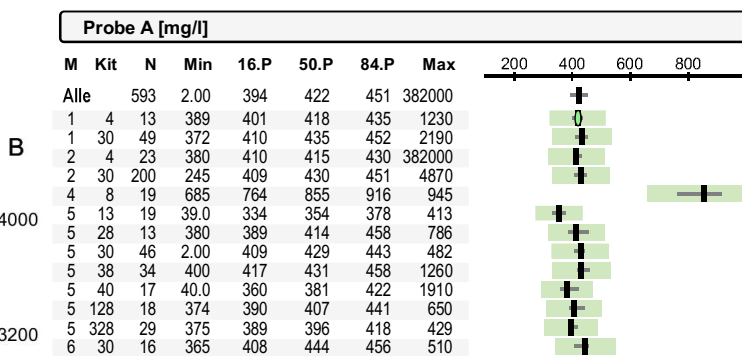 Probe A [mg/l]
M Kit N Min 16.P 50.P 84.P Max 200 400 600 800
Alle 593 2.00 394 422 451 382000
1 4 13 389 401 418 435 1230
1 30 49 372 410 435 452 2190
B
2 4 23 380 410 415 430 382000
2 30 200 245 409 430 451 4870
4 8 19 685 764 855 916 945
5 13 19 39.0 334 354 378 413
4000
5 28 13 380 389 414 458 786
5 30 46 2.00 409 429 443 482
5 38 34 400 417 431 458 1260
5 40 17 40.0 360 381 422 1910
5 128 18 374 390 407 441 650
5 328 29 375 389 396 418 429
3200
6 30 16 365 408 444 456 510